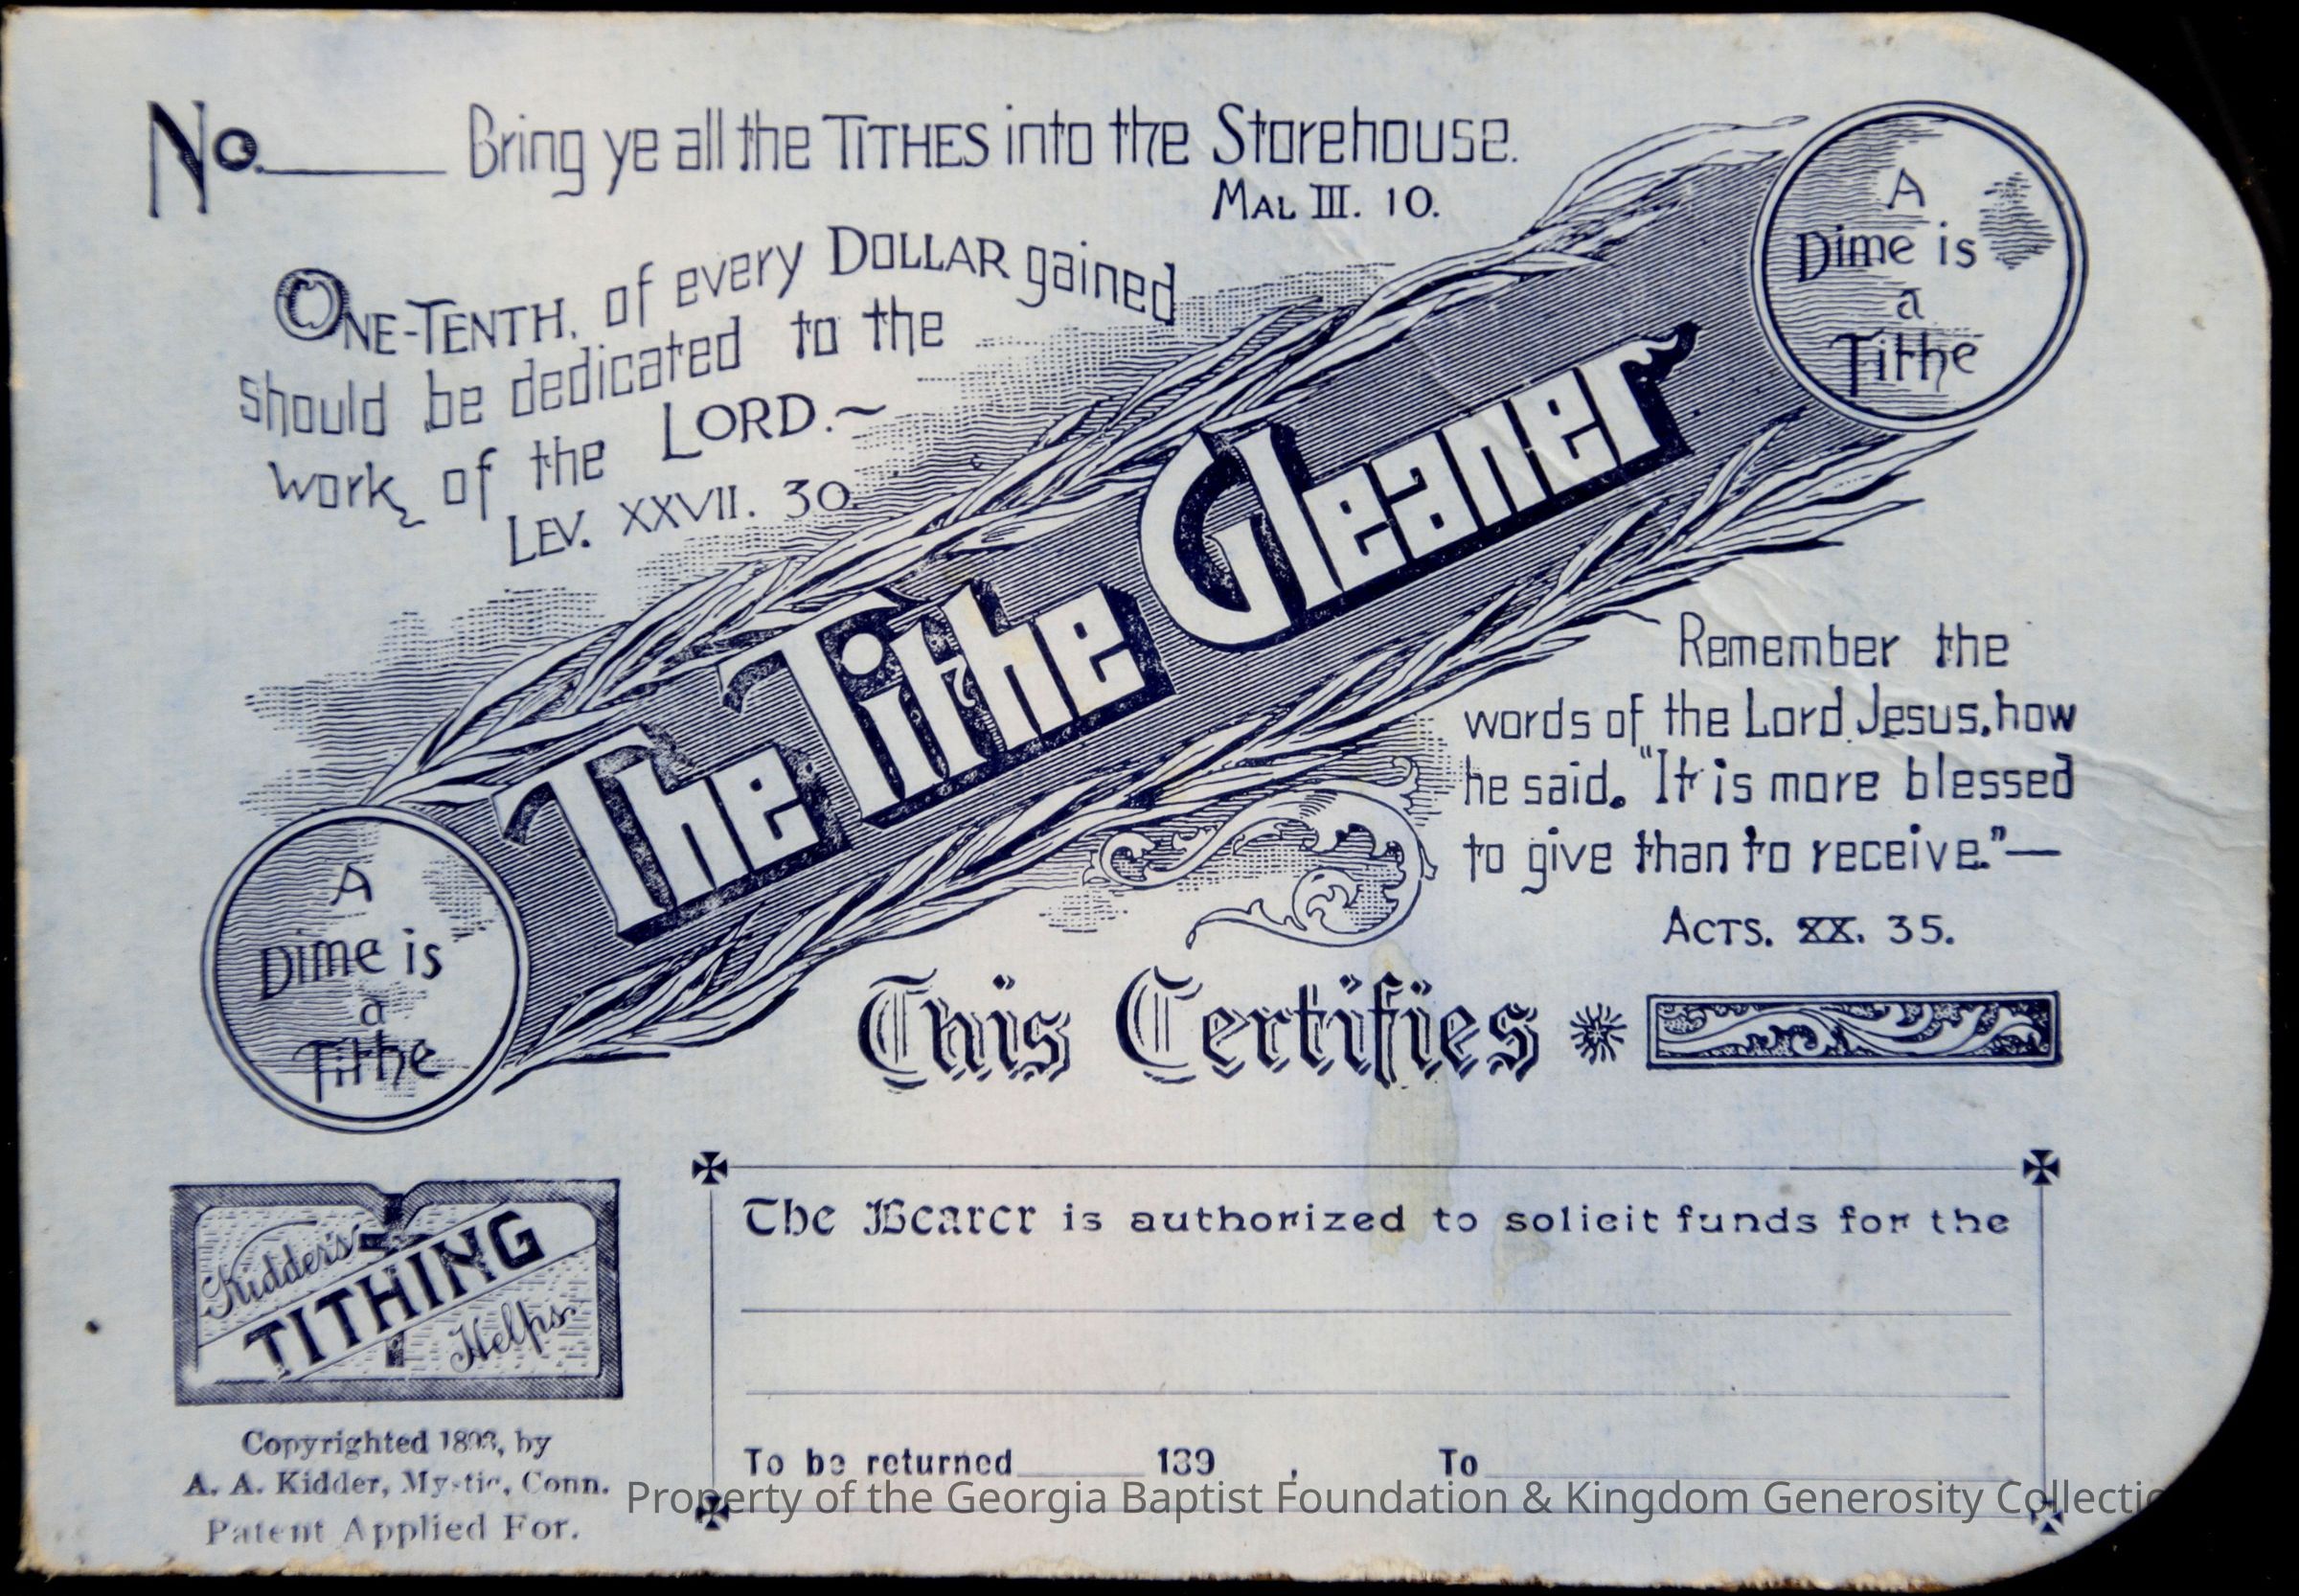 No.
Bring ye all the TITHES into the Storehouse.
MAL III. 10.
ONE-TENTH. of every DOLLAR gained
should be dedicated to the
work of the LORD.~
LEV. XXVII. 30.
A
Dime is
a
Tithe
The Tithe Gleaner
Remember the
words of the Lord Jesus, how
he said. "It is more blessed
to give than to receive."—
ACTS. XX. 35.
A
Dime is
a
Tithe
This Certifies
Kidder's
TITHING
Helps
Copyrighted 1893, by
A. A. Kidder, Mystic, Conn.
Patent Applied For.
The Bearer is authorized to solicit funds for the
To be returned 189 , To
Property of the Georgia Baptist Foundation & Kingdom Generosity Collectio